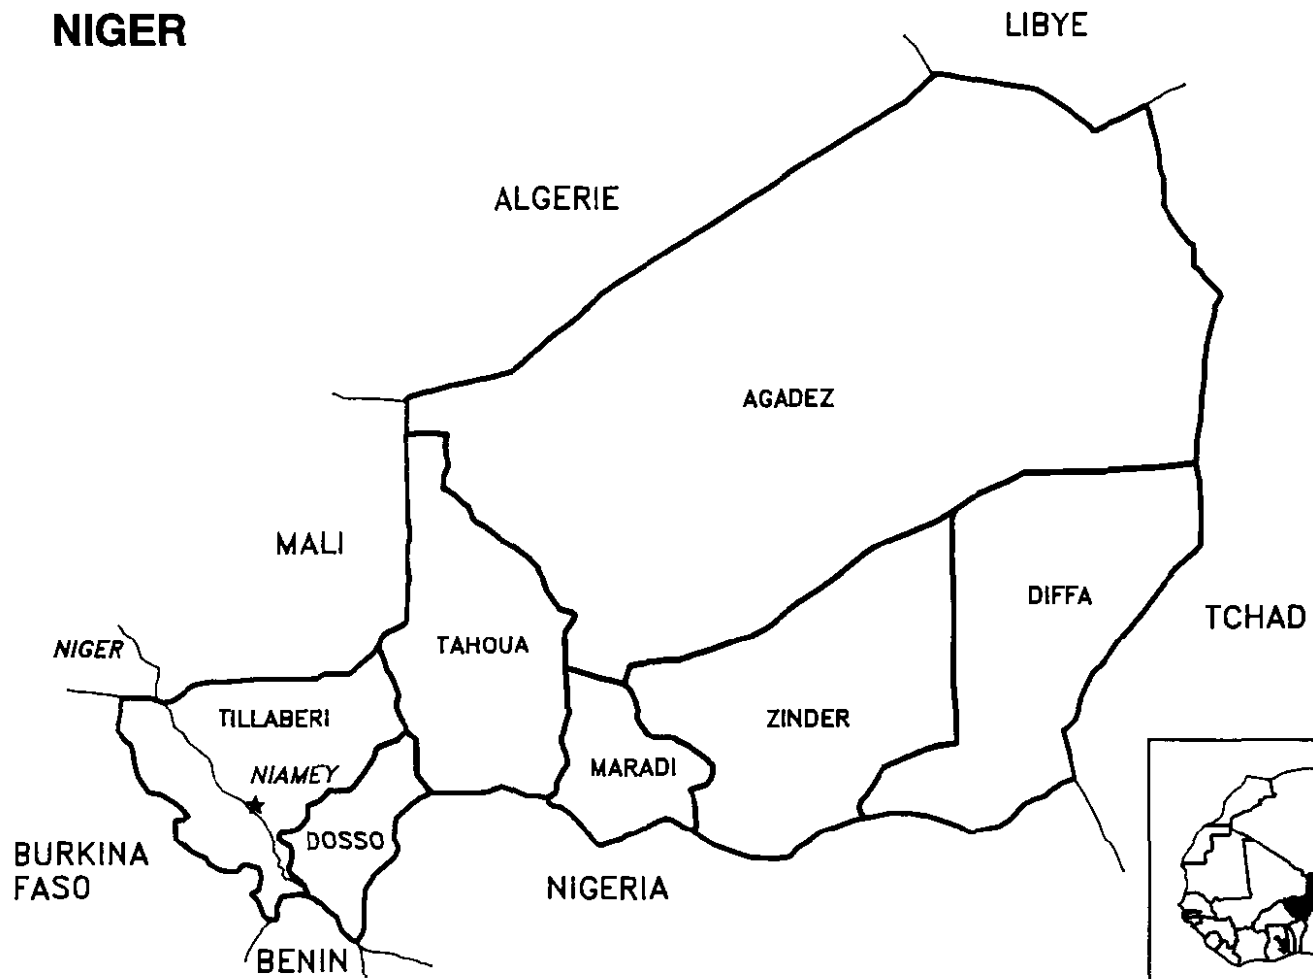 NIGER
LIBYE
ALGERIE
AGADEZ
MALI
DIFFA
TCHAD
NIGER
TAHOUA
TILLABERI
ZINDER
NIAMEY
MARADI
DOSSO
BURKINA
FASO
NIGERIA
BENIN